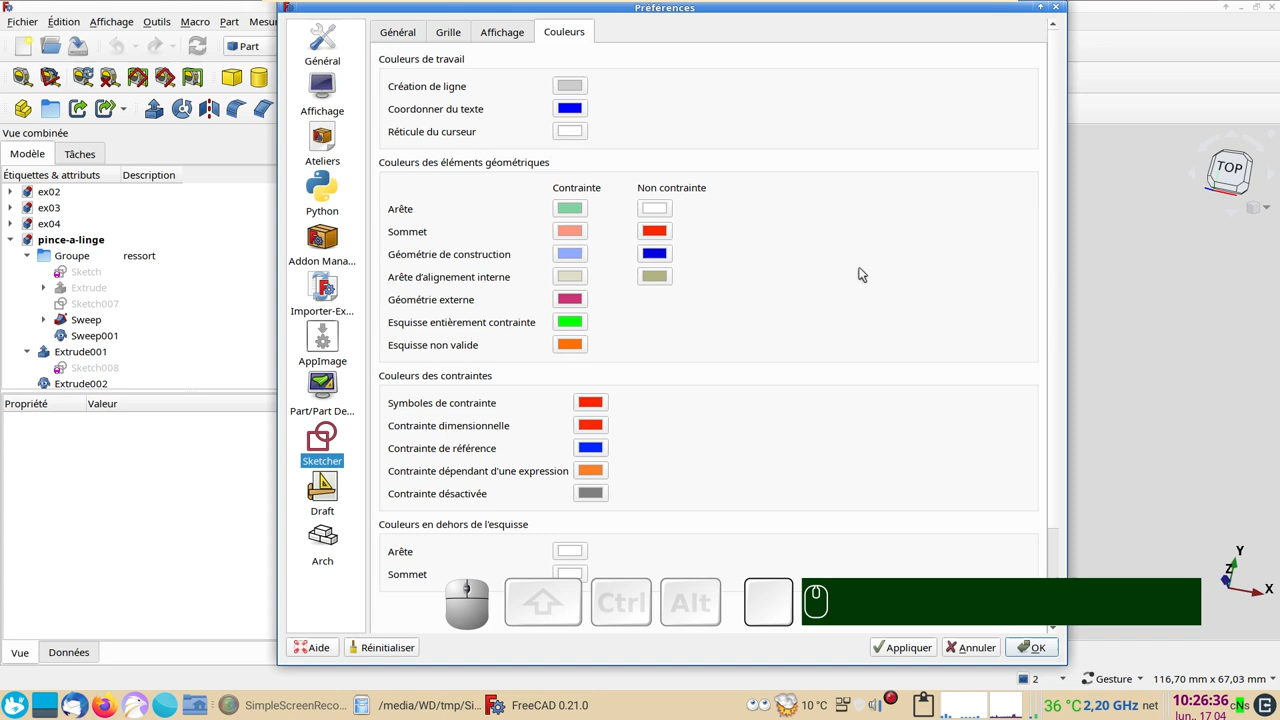 Préférences
Fichier Édition Affichage Outils Macro Part Mesu
Part
Vue combinée
Modèle Tâches
Étiquettes & attributs Description
ex02
ex03
ex04
pince-a-linge
Groupe ressort
Sketch
Extrude
Sketch007
Sweep
Sweep001
Extrude001
Sketch008
Extrude002
Propriété Valeur
Vue Données
Général
Affichage
Ateliers
Python
Addon Mana...
Importer-Ex...
AppImage
Part/Part De...
Sketcher
Draft
Arch
Général Grille Affichage Couleurs
Couleurs de travail
Création de ligne
Coordonner du texte
Réticule du curseur
Couleurs des éléments géométriques
Contrainte Non contrainte
Arête
Sommet
Géométrie de construction
Arête d'alignement interne
Géométrie externe
Esquisse entièrement contrainte
Esquisse non valide
Couleurs des contraintes
Symboles de contrainte
Contrainte dimensionnelle
Contrainte de référence
Contrainte dépendant d'une expression
Contrainte désactivée
Couleurs en dehors de l'esquisse
Arête
Sommet
Ctrl Alt
Aide Réinitialiser Appliquer Annuler OK
TOP
Y
Z
X
2 Gesture 116,70 mm x 67,03 mm
SimpleScreenReco... /media/WD/tmp/Si... FreeCAD 0.21.0 10 °C 36 °C 2,20 GHz net 10:26:36 cNs
lun.. 17 04